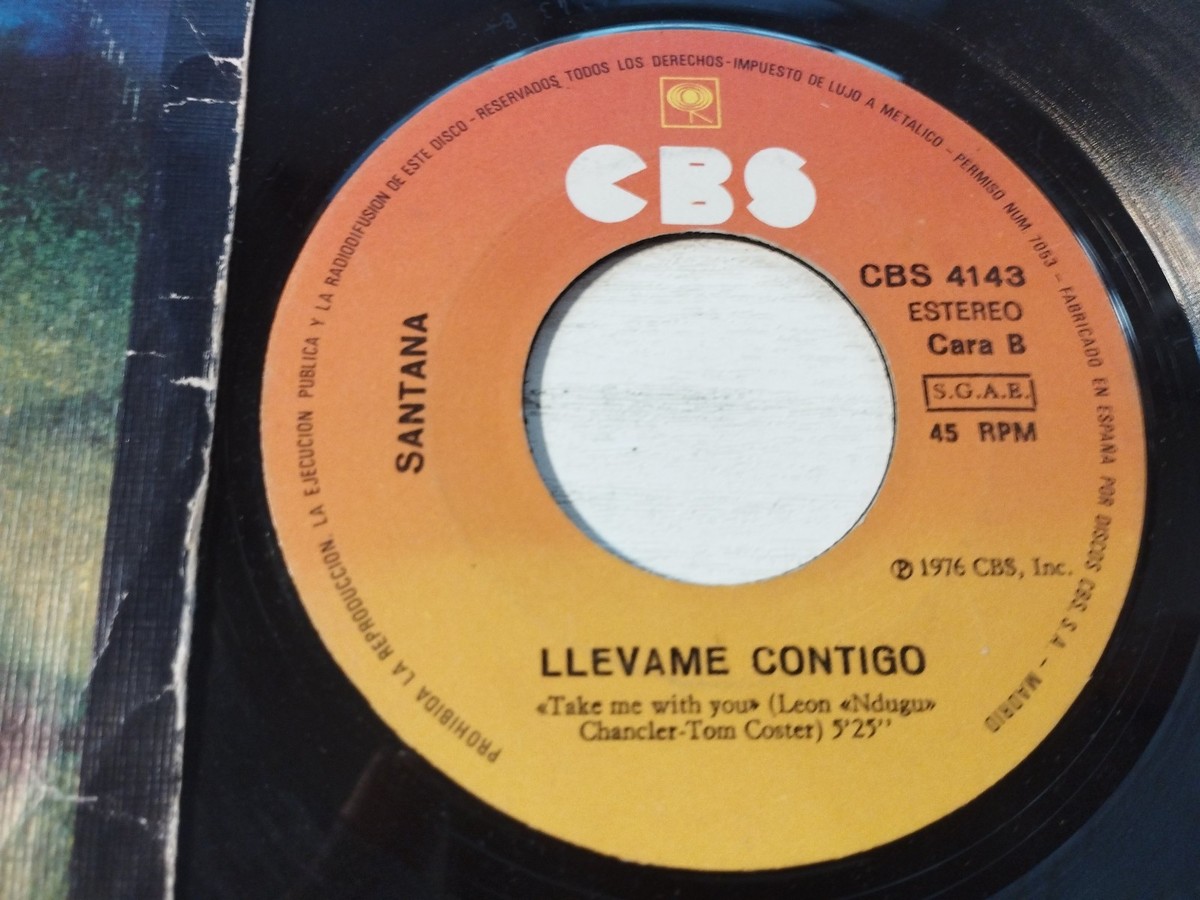 PROHIBIDA LA REPRODUCCION, LA EJECUCION PUBLICA Y LA RADIODIFUSION DE ESTE DISCO - RESERVADOS TODOS LOS DERECHOS - IMPUESTO DE LUJO A METALICO - PERMISO NUM 7063 - FABRICADO EN ESPAÑA POR DISCOS CBS, S.A. - MADRID
CBS
SANTANA
CBS 4143
ESTEREO
Cara B
S.G.A.E.
45 RPM
℗ 1976 CBS, Inc.
LLEVAME CONTIGO
«Take me with you» (Leon «Ndugu»
Chancler-Tom Coster) 5'25''